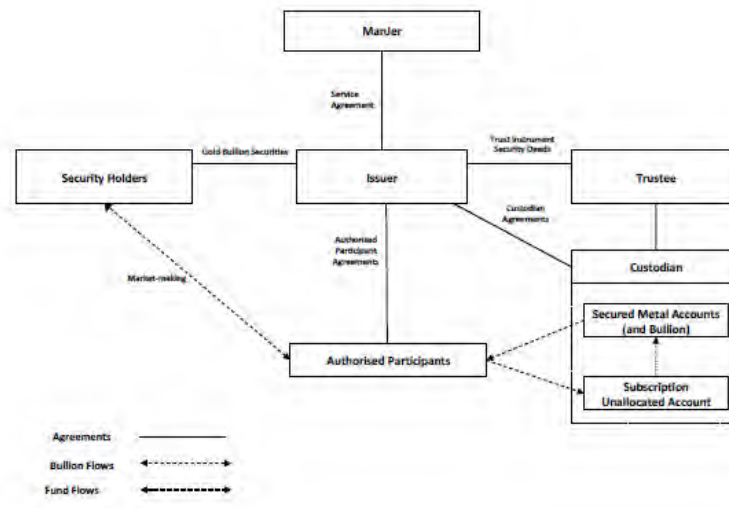 ManJer
Service
Agreement
Gold Bullion Securities
Trust Instrument
Security Deeds
Security Holders
Issuer
Trustee
Custodian
Agreements
Authorised
Participant
Agreements
Market-making
Custodian
Secured Metal Accounts
(and Bullion)
Authorised Participants
Subscription
Unallocated Account
Agreements
Bullion Flows
Fund Flows